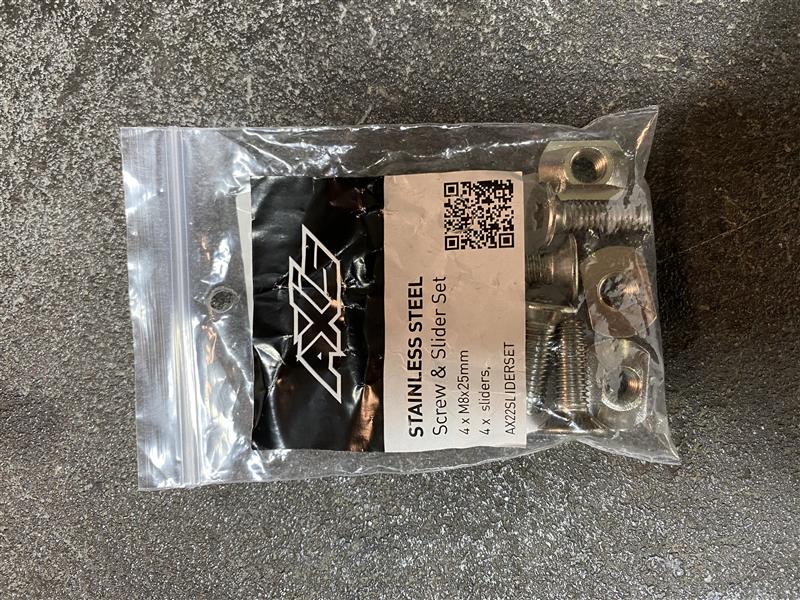 AXIS
STAINLESS STEEL
Screw & Slider Set
4 x M8x25mm
4 x sliders,
AX22SLIDERSET